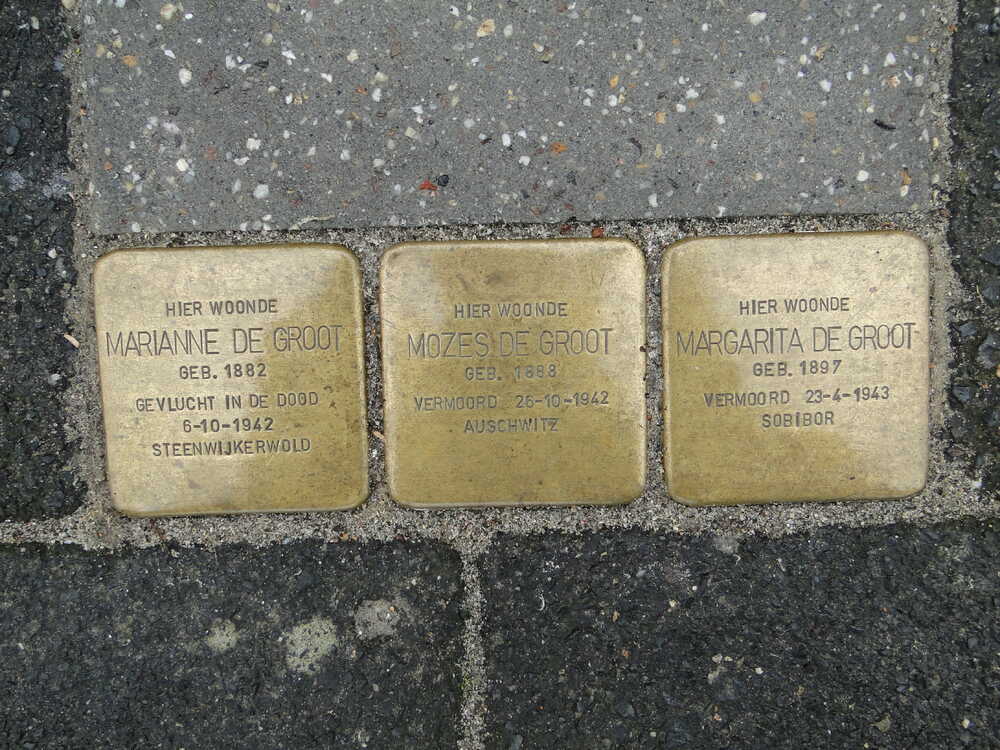 HIER WOONDE
MARIANNE DE GROOT
GEB. 1882
GEVLUCHT IN DE DOOD
6-10-1942
STEENWIJKERWOLD
HIER WOONDE
MOZES DE GROOT
GEB. 1888
VERMOORD 26-10-1942
AUSCHWITZ
HIER WOONDE
MARGARITA DE GROOT
GEB. 1897
VERMOORD 23-4-1943
SOBIBOR